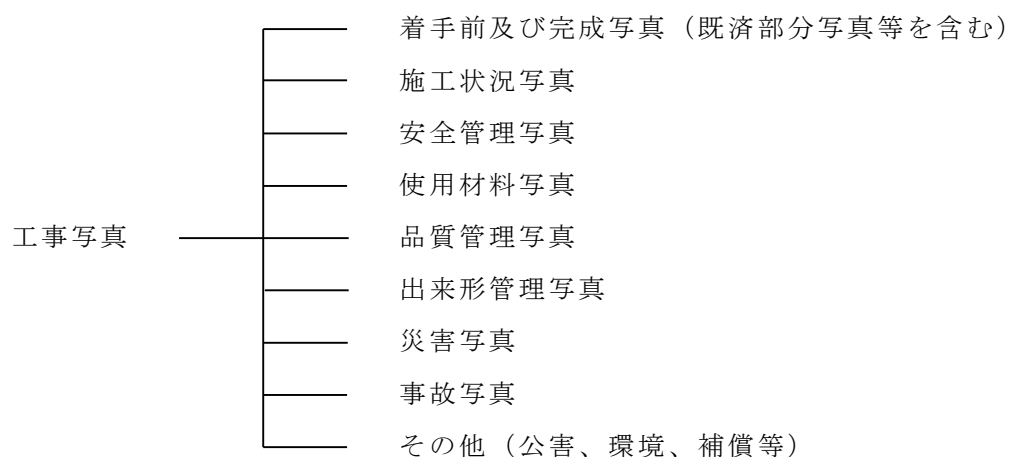 着手前及び完成写真（既済部分写真等を含む）
施工状況写真
安全管理写真
使用材料写真
工事写真
品質管理写真
出来形管理写真
災害写真
事故写真
その他（公害、環境、補償等）